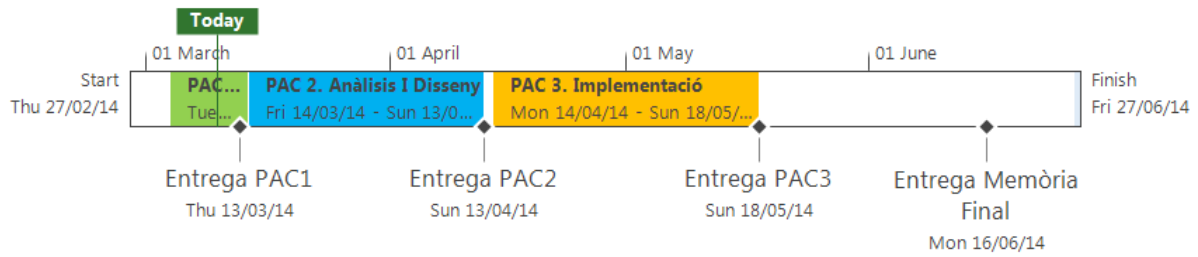 Today
01 March
01 April
01 May
01 June
Start
Thu 27/02/14
PAC...
Tue...
PAC 2. Anàlisis I Disseny
Fri 14/03/14 - Sun 13/0...
PAC 3. Implementació
Mon 14/04/14 - Sun 18/05/...
Finish
Fri 27/06/14
Entrega PAC1
Thu 13/03/14
Entrega PAC2
Sun 13/04/14
Entrega PAC3
Sun 18/05/14
Entrega Memòria
Final
Mon 16/06/14